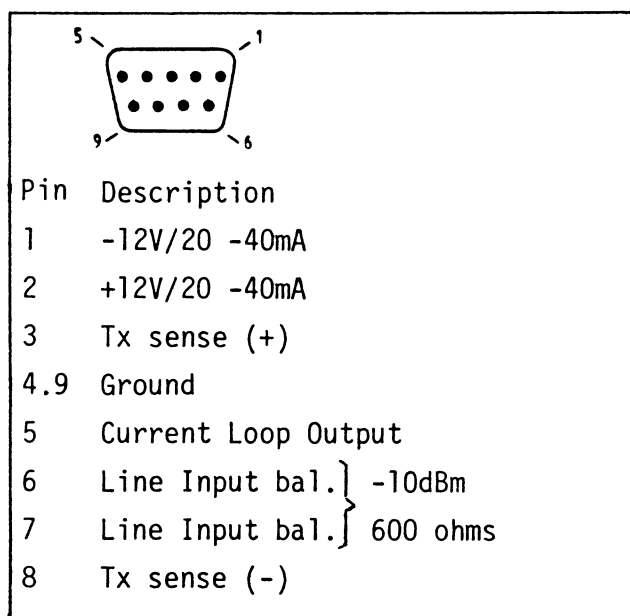 5 1
9 6
Pin Description
1 -12V/20 -40mA
2 +12V/20 -40mA
3 Tx sense (+)
4.9 Ground
5 Current Loop Output
6 Line Input bal. -10dBm
7 Line Input bal. 600 ohms
8 Tx sense (-)